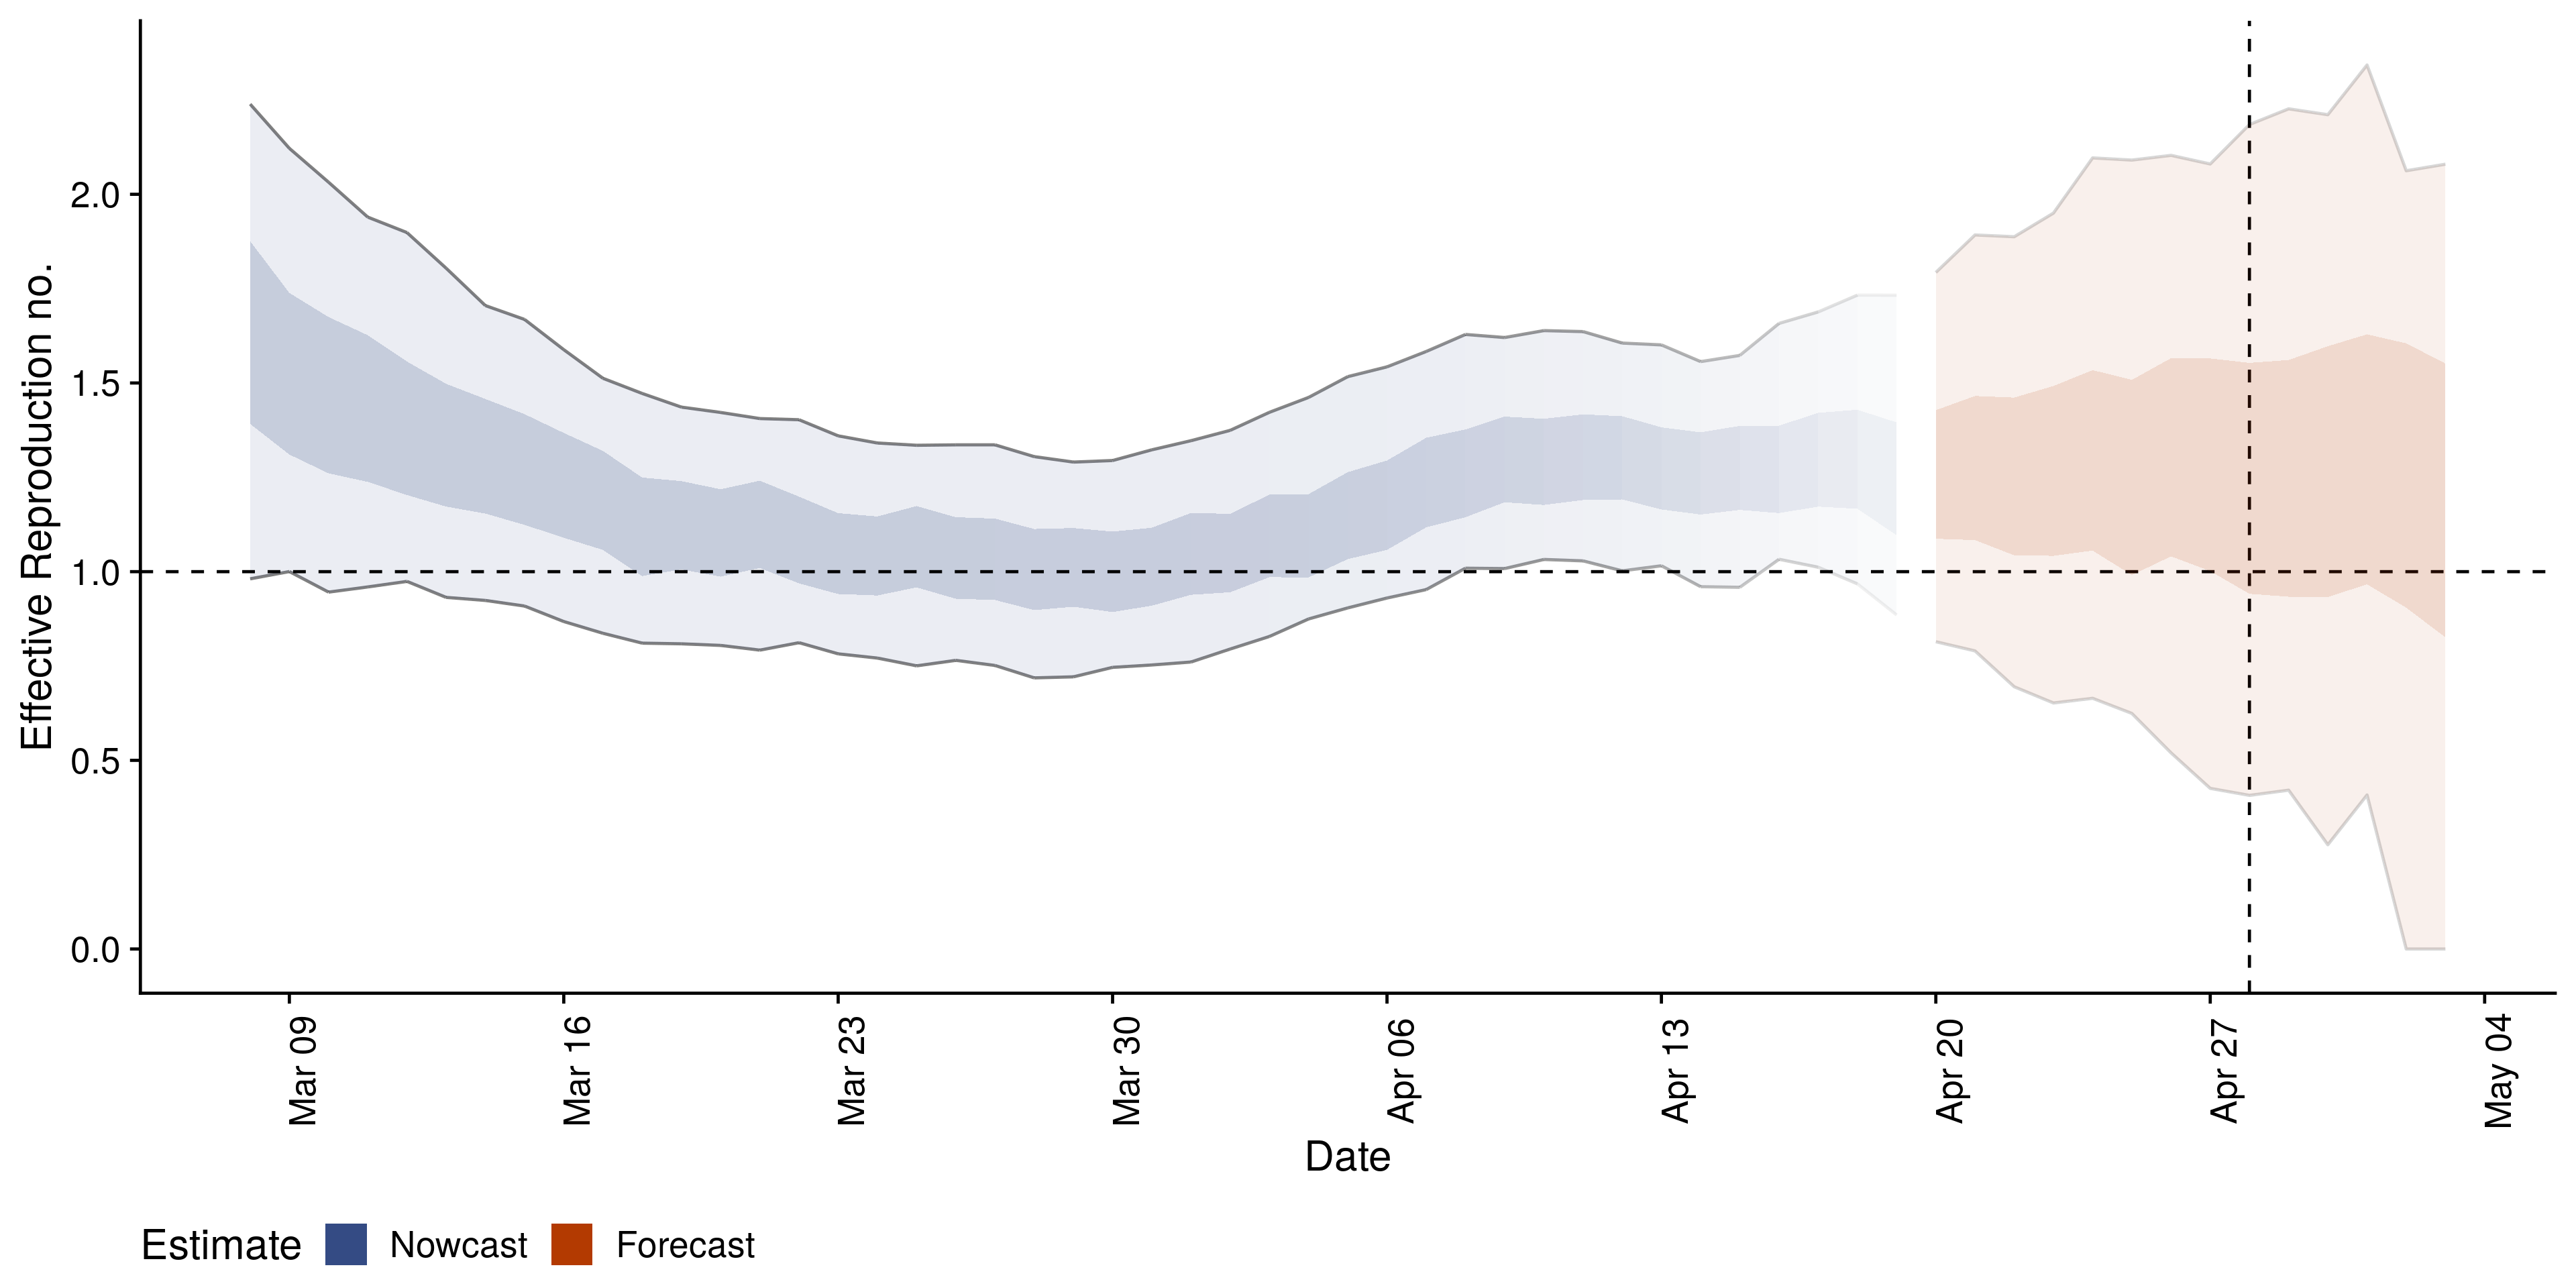 Effective Reproduction no.
2.0
1.5
1.0
0.5
0.0
Mar 09
Mar 16
Mar 23
Mar 30
Apr 06
Apr 13
Apr 20
Apr 27
May 04
Date
Estimate Nowcast Forecast